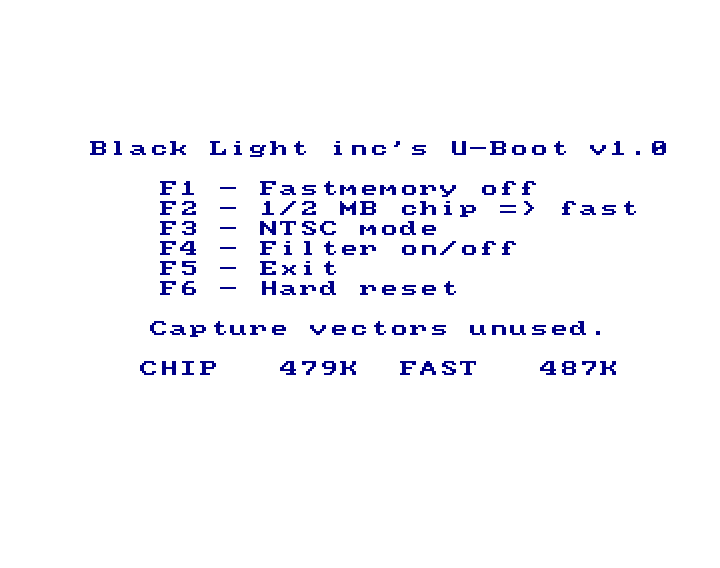 Black Light inc's U-Boot v1.0
F1 - Fastmemory off
F2 - 1/2 MB chip => fast
F3 - NTSC mode
F4 - Filter on/off
F5 - Exit
F6 - Hard reset
Capture vectors unused.
CHIP 479K FAST 487K